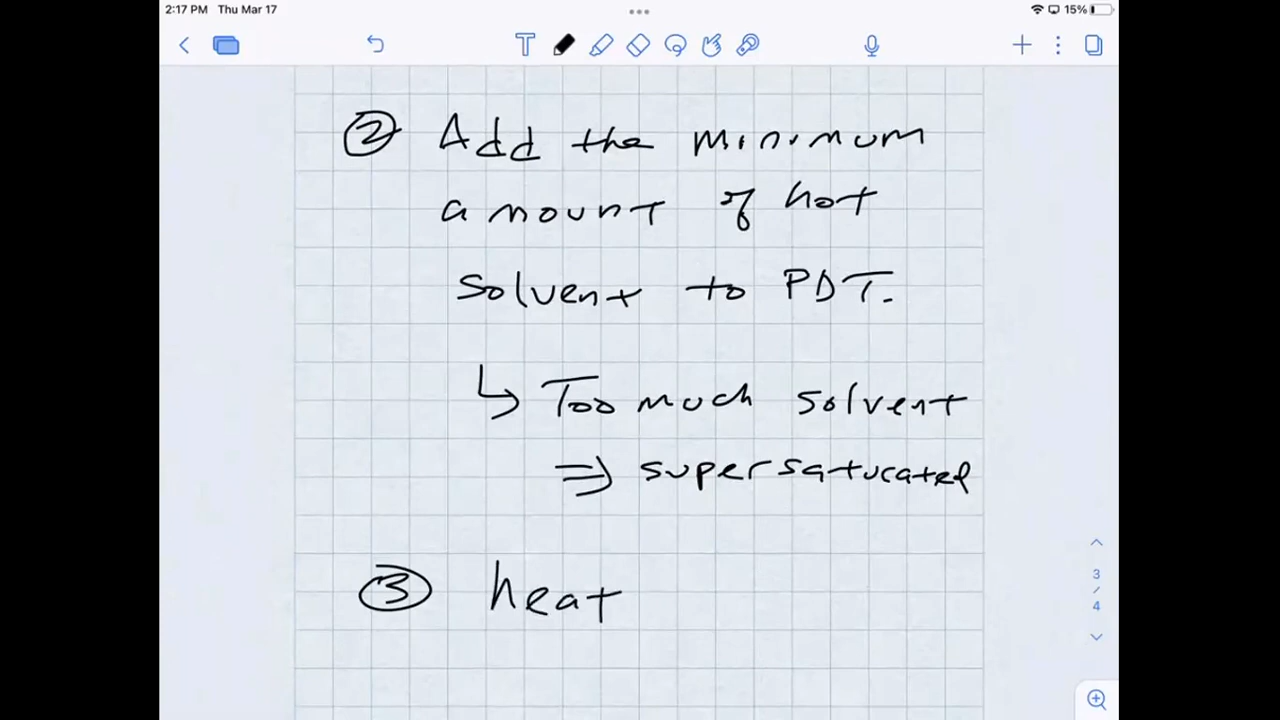 2:17 PM Thu Mar 17
15%
② Add the minimum
amount of hot
solvent to PDT.
↳ Too much solvent
⇒ supersaturated
③ heat
3
/
4